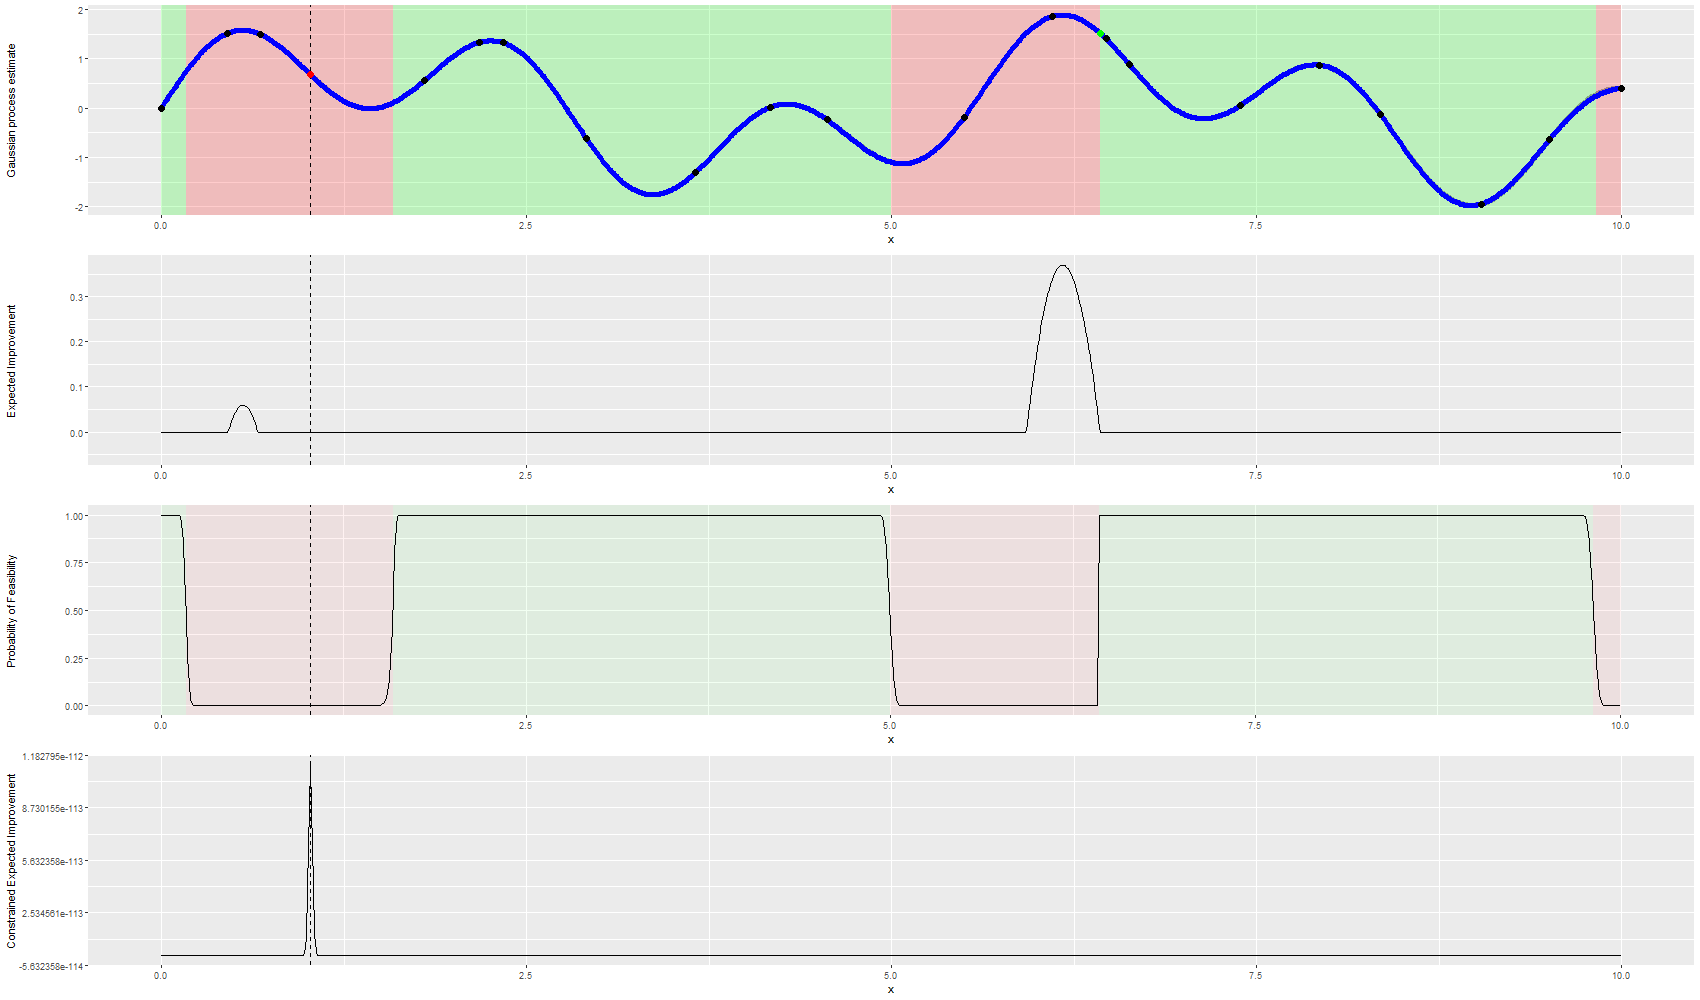 Gaussian process estimate
2
1
0
-1
-2
0.0 2.5 5.0 7.5 10.0
x
Expected Improvement
0.3
0.2
0.1
0.0
0.0 2.5 5.0 7.5 10.0
x
Probability of Feasibility
1.00
0.75
0.50
0.25
0.00
0.0 2.5 5.0 7.5 10.0
x
Constrained Expected Improvement
1.182795e-112
8.730155e-113
5.632358e-113
2.534561e-113
-5.632358e-114
0.0 2.5 5.0 7.5 10.0
x